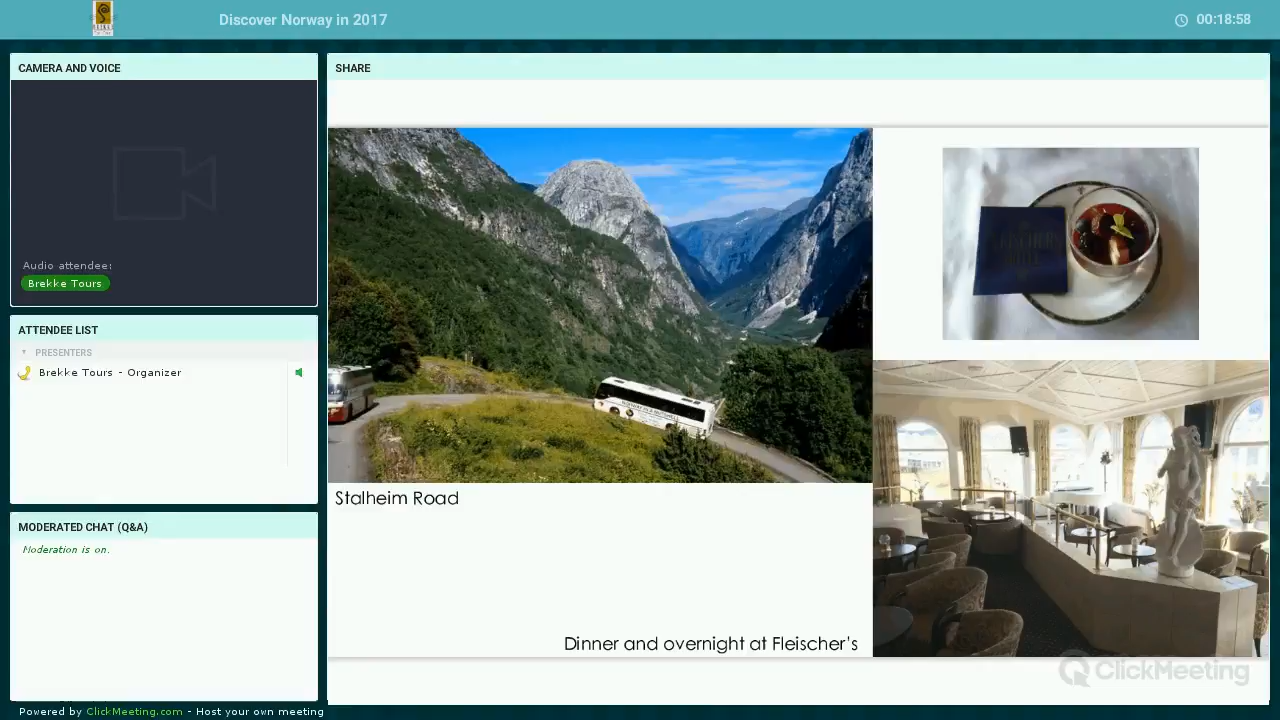 Discover Norway in 2017
00:18:58
CAMERA AND VOICE
Audio attendee:
Brekke Tours
ATTENDEE LIST
PRESENTERS
Brekke Tours - Organizer
MODERATED CHAT (Q&A)
Moderation is on.
Powered by ClickMeeting.com - Host your own meeting
SHARE
Stalheim Road
Dinner and overnight at Fleischer's
ClickMeeting